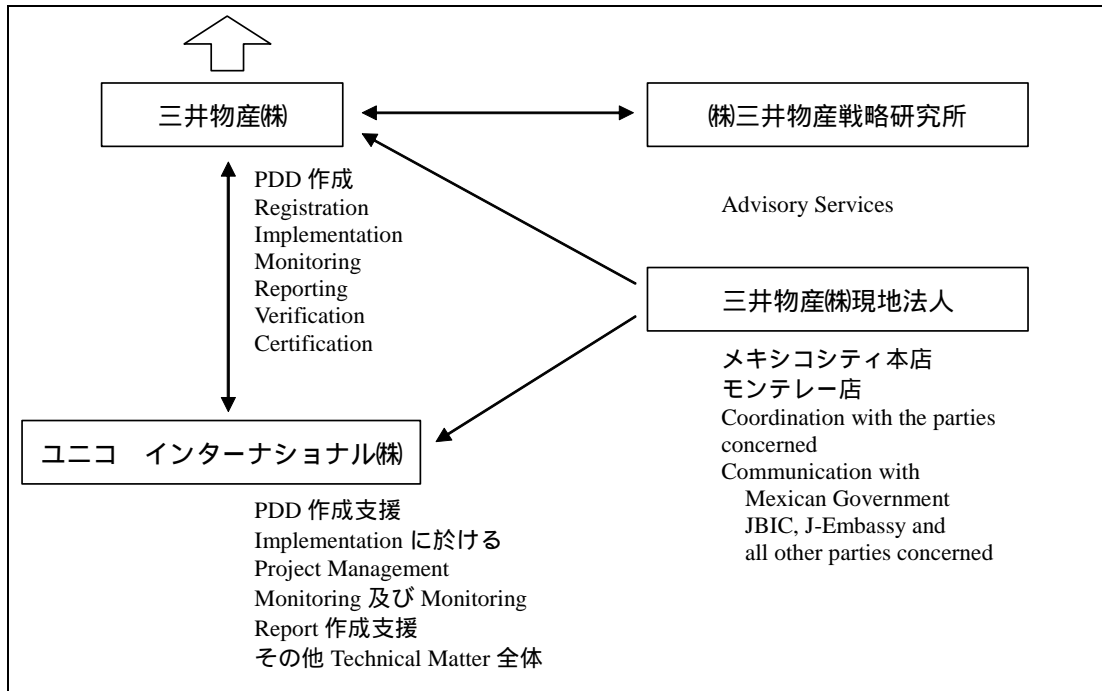 三井物産㈱
㈱三井物産戦略研究所
PDD 作成
Registration
Implementation
Monitoring
Reporting
Verification
Certification
Advisory Services
三井物産㈱現地法人
メキシコシティ本店
モンテレー店
Coordination with the parties
concerned
Communication with
Mexican Government
JBIC, J-Embassy and
all other parties concerned
ユニコ　インターナショナル㈱
PDD 作成支援
Implementation に於ける
Project Management
Monitoring 及び Monitoring
Report 作成支援
その他 Technical Matter 全体